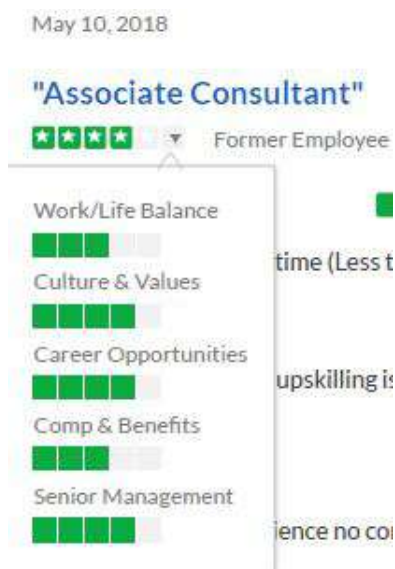 May 10, 2018
"Associate Consultant"
Former Employee
Work/Life Balance
time (Less t
Culture & Values
Career Opportunities
upskilling is
Comp & Benefits
Senior Management
ience no con